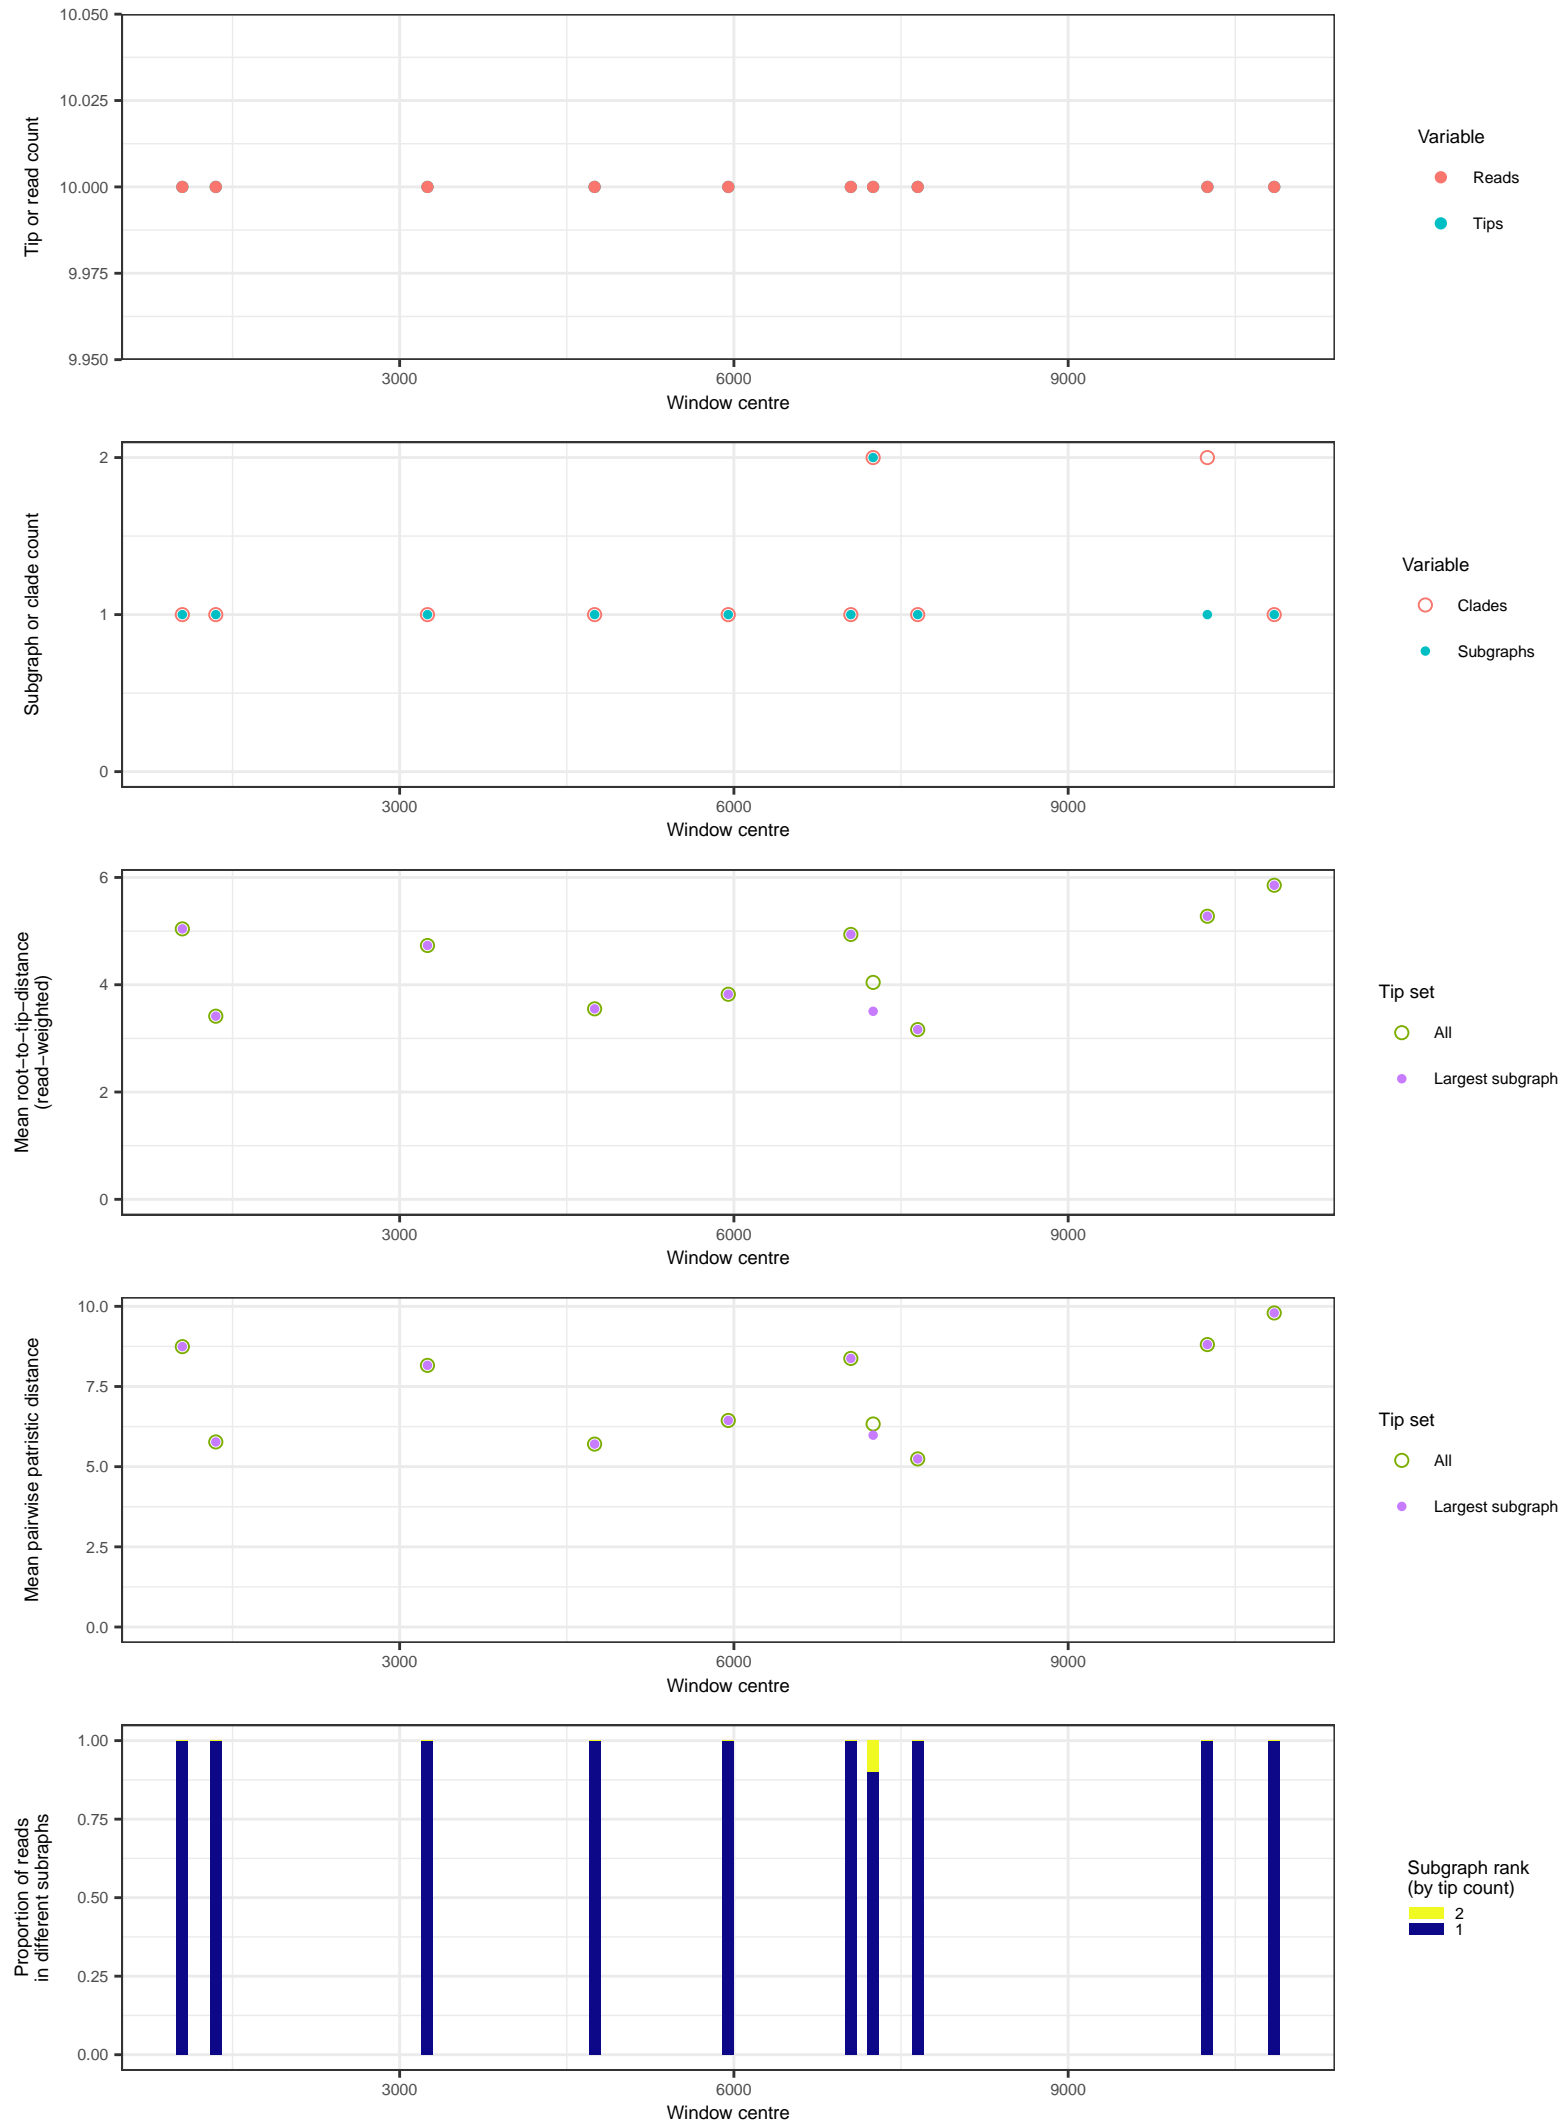 10.050
10.025
10.000
9.975
9.950
Tip or read count
3000 6000 9000
Window centre
Variable
Reads
Tips
2
1
0
Subgraph or clade count
3000 6000 9000
Window centre
Variable
Clades
Subgraphs
6
4
2
0
Mean root−to−tip−distance
(read−weighted)
3000 6000 9000
Window centre
Tip set
All
Largest subgraph
10.0
7.5
5.0
2.5
0.0
Mean pairwise patristic distance
3000 6000 9000
Window centre
Tip set
All
Largest subgraph
1.00
0.75
0.50
0.25
0.00
Proportion of reads
in different subraphs
3000 6000 9000
Window centre
Subgraph rank
(by tip count)
2
1